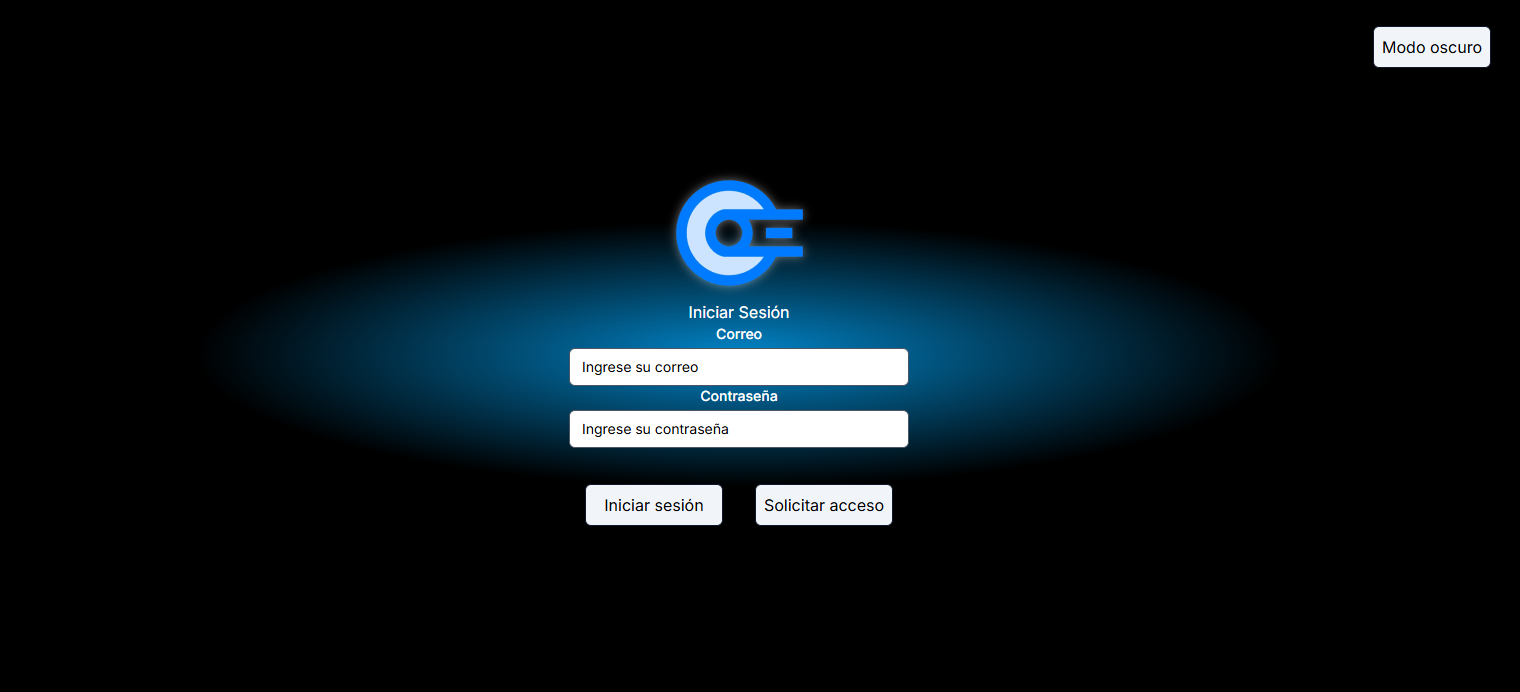 Modo oscuro
Iniciar Sesión
Correo
Ingrese su correo
Contraseña
Ingrese su contraseña
Iniciar sesión
Solicitar acceso